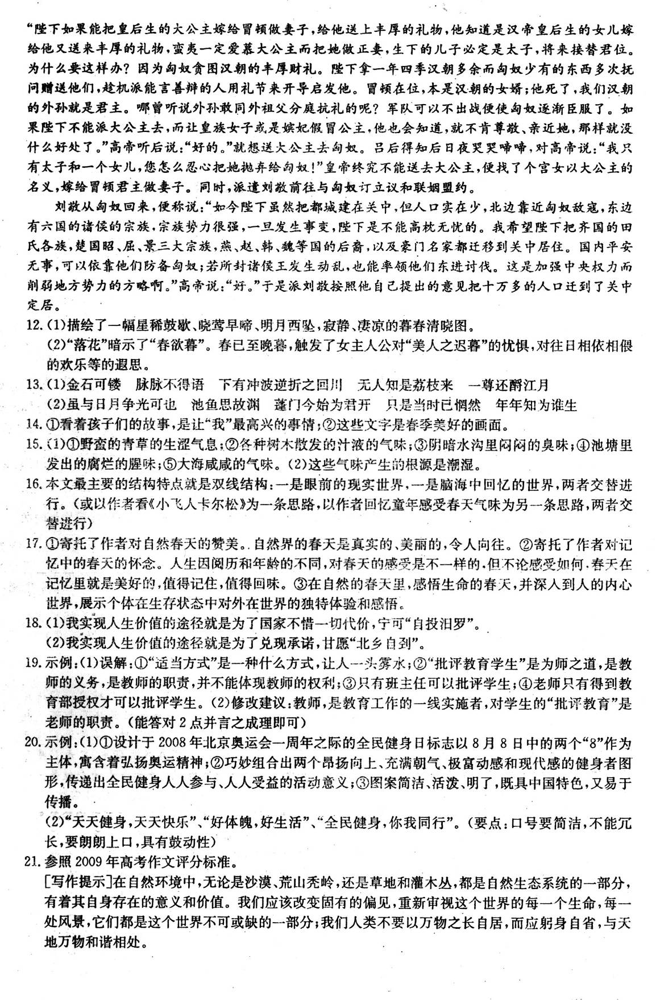 “陛下如果能把皇后生的大公主嫁给冒顿做妻子,给他送上丰厚的礼物,他知道是汉帝皇后生的女儿嫁
给他又送来丰厚的礼物,蛮夷一定爱慕大公主而把她做正妻,生下的儿子必定是太子,将来接替君位。
为什么要这样办？因为匈奴贪图汉朝的丰厚财礼。陛下拿一年四季汉朝多余而匈奴少有的东西多次抚
问赠送他们,趁机派能言善辩的人用礼节来开导启发他。冒顿在位,本是汉朝的女婿;他死了,我们汉朝
的外孙就是君主。哪曾听说外孙敢同外祖父分庭抗礼的呢？军队可以不出战便使匈奴逐渐臣服了。如
果陛下不能派大公主去,而让皇族女子或是嫔妃假冒公主,他也会知道,就不肯尊敬、亲近她,那样就没
什么好处了。”高帝听后说:“好的。”就想送大公主去匈奴。吕后得知后日夜哭哭啼啼,对高帝说:“我只
有太子和一个女儿,您怎么忍心把她抛弃给匈奴!”皇帝终究不能送去大公主,便找了个宫女以大公主的
名义,嫁给冒顿君主做妻子。同时,派遣刘敬前往与匈奴订立议和联姻盟约。
刘敬从匈奴回来,便称说:“如今陛下虽然把都城建在关中,但人口实在少,北边靠近匈奴敌寇,东边
有六国的诸侯的宗族,宗族势力很强,一旦发生事变,陛下是不能高枕无忧的。我希望陛下把齐国的田
氏各族,楚国昭、屈、景三大宗族,燕、赵、韩、魏等国的后裔,以及豪门名家都迁移到关中居住。国内平安
无事,可以依靠他们防备匈奴;若所封诸侯王发生动乱,也能率领他们东进讨伐。这是加强中央权力而
削弱地方势力的方略啊。”高帝说:“好。”于是派刘敬按照他自己提出的意见把十万多的人口迁到了关中
定居。
12.(1)描绘了一幅星稀鼓歇、晓莺早啼、明月西坠,寂静、凄凉的暮春清晓图。
(2)“落花”暗示了“春欲暮”。春已至晚暮,触发了女主人公对“美人之迟暮”的忧惧,对往日相依相偎
的欢乐等的遐思。
13.(1)金石可镂　脉脉不得语　下有冲波逆折之回川　无人知是荔枝来　一尊还酹江月
(2)虽与日月争光可也　池鱼思故渊　蓬门今始为君开　只是当时已惘然　年年知为谁生
14.①看着孩子们的故事,是让“我”最高兴的事情;②这些文字是春季美好的画面。
15.(1)①野蛮的青草的生涩气息;②各种树木散发的汁液的气味;③阴暗水沟里闷闷的臭味;④池塘里
发出的腐烂的腥味;⑤大海咸咸的气味。(2)这些气味产生的根源是潮湿。
16.本文最主要的结构特点就是双线结构:一是眼前的现实世界,一是脑海中回忆的世界,两者交替进
行。(或以作者看《小飞人卡尔松》为一条思路,以作者回忆童年感受春天气味为另一条思路,两者交
替进行)
17.①寄托了作者对自然春天的赞美。自然界的春天是真实的、美丽的,令人向往。②寄托了作者对记
忆中的春天的怀念。人生因阅历和年龄的不同,对春天的感受是不一样的,但不论感受如何,春天在
记忆里就是美好的,值得记住,值得回味。③在自然的春天里,感悟生命的春天,并深入到人的内心
世界,展示个体在生存状态中对外在世界的独特体验和感悟。
18.(1)我实现人生价值的途径就是为了国家不惜一切代价,宁可“自投汨罗”。
(2)我实现人生价值的途径就是为了兑现承诺,甘愿“北乡自刭”。
19.示例:(1)误解:①“适当方式”是一种什么方式,让人一头雾水;②“批评教育学生”是为师之道,是教
师的义务,是教师的职责,并不能体现教师的权利;③只有班主任可以批评学生;④老师只有得到教
育部授权才可以批评学生。(2)修改建议:教师,是教育工作的一线实施者,对学生的“批评教育”是
老师的职责。(能答对2点并言之成理即可)
20.示例:(1)①设计于2008年北京奥运会一周年之际的全民健身日标志以8月8日中的两个“8”作为
主体,寓含着弘扬奥运精神;②巧妙组合出两个昂扬向上、充满朝气、极富动感和现代感的健身者图
形,传递出全民健身人人参与、人人受益的活动意义;③图案简洁、活泼、明了,既具中国特色,又易于
传播。
(2)“天天健身,天天快乐”、“好体魄,好生活”、“全民健身,你我同行”。(要点:口号要简洁,不能冗
长,要朗朗上口,具有鼓动性)
21.参照2009年高考作文评分标准。
[写作提示]在自然环境中,无论是沙漠、荒山秃岭,还是草地和灌木丛,都是自然生态系统的一部分,
有着其自身存在的意义和价值。我们应该改变固有的偏见,重新审视这个世界的每一个生命,每一
处风景,它们都是这个世界不可或缺的一部分;我们人类不要以万物之长自居,而应躬身自省,与天
地万物和谐相处。